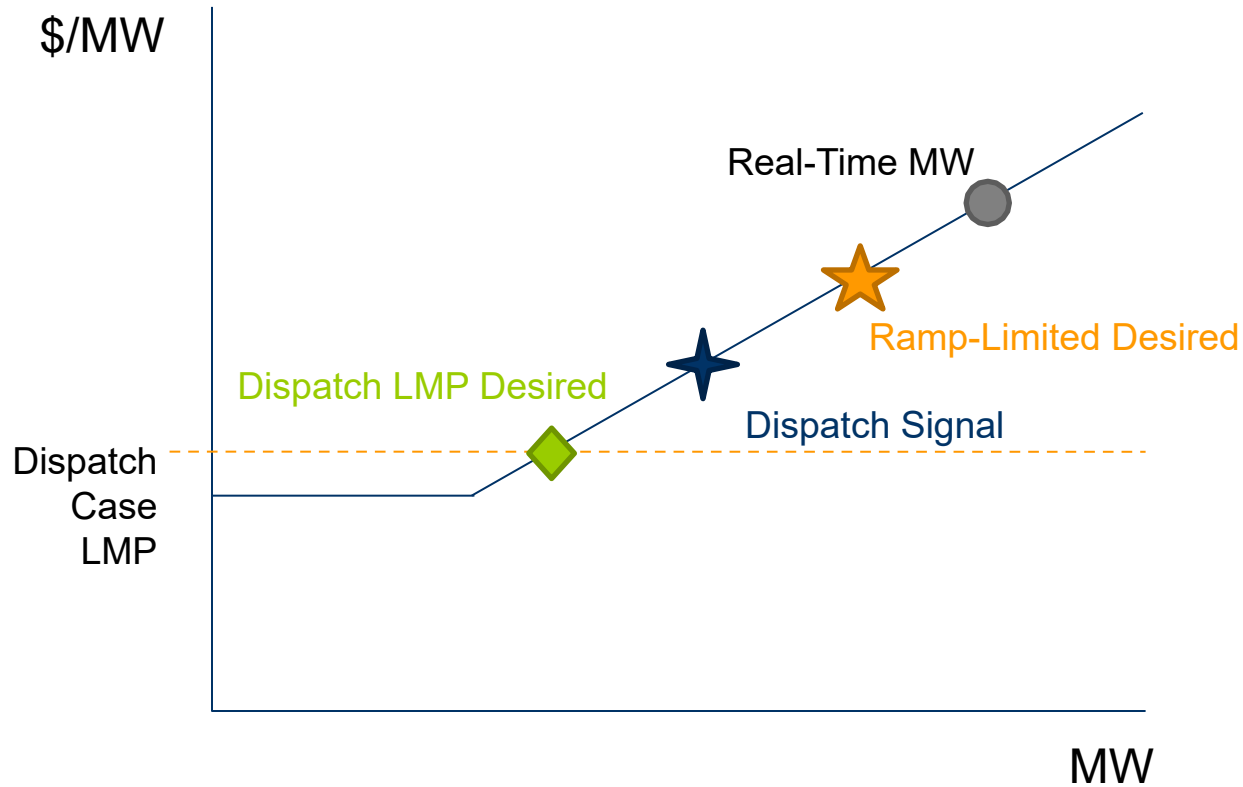 $/MW
Real-Time MW
Ramp-Limited Desired
Dispatch LMP Desired
Dispatch Signal
Dispatch
Case
LMP
MW